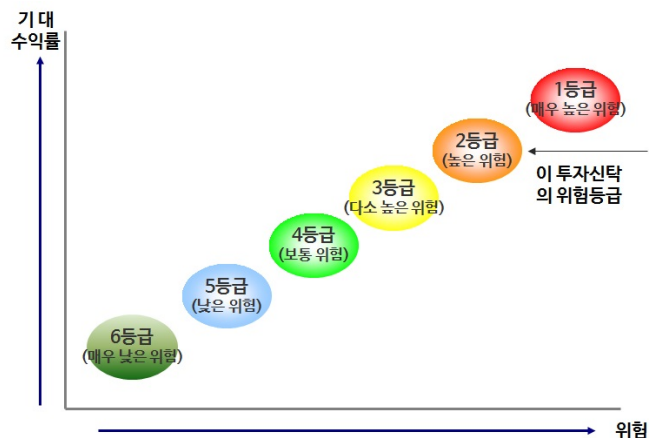 기 대
수익률
1등급
(매우 높은 위험)
2등급
(높은 위험)
이 투자신탁
의 위험등급
3등급
(다소 높은 위험)
4등급
(보통 위험)
5등급
(낮은 위험)
6등급
(매우 낮은 위험)
위험